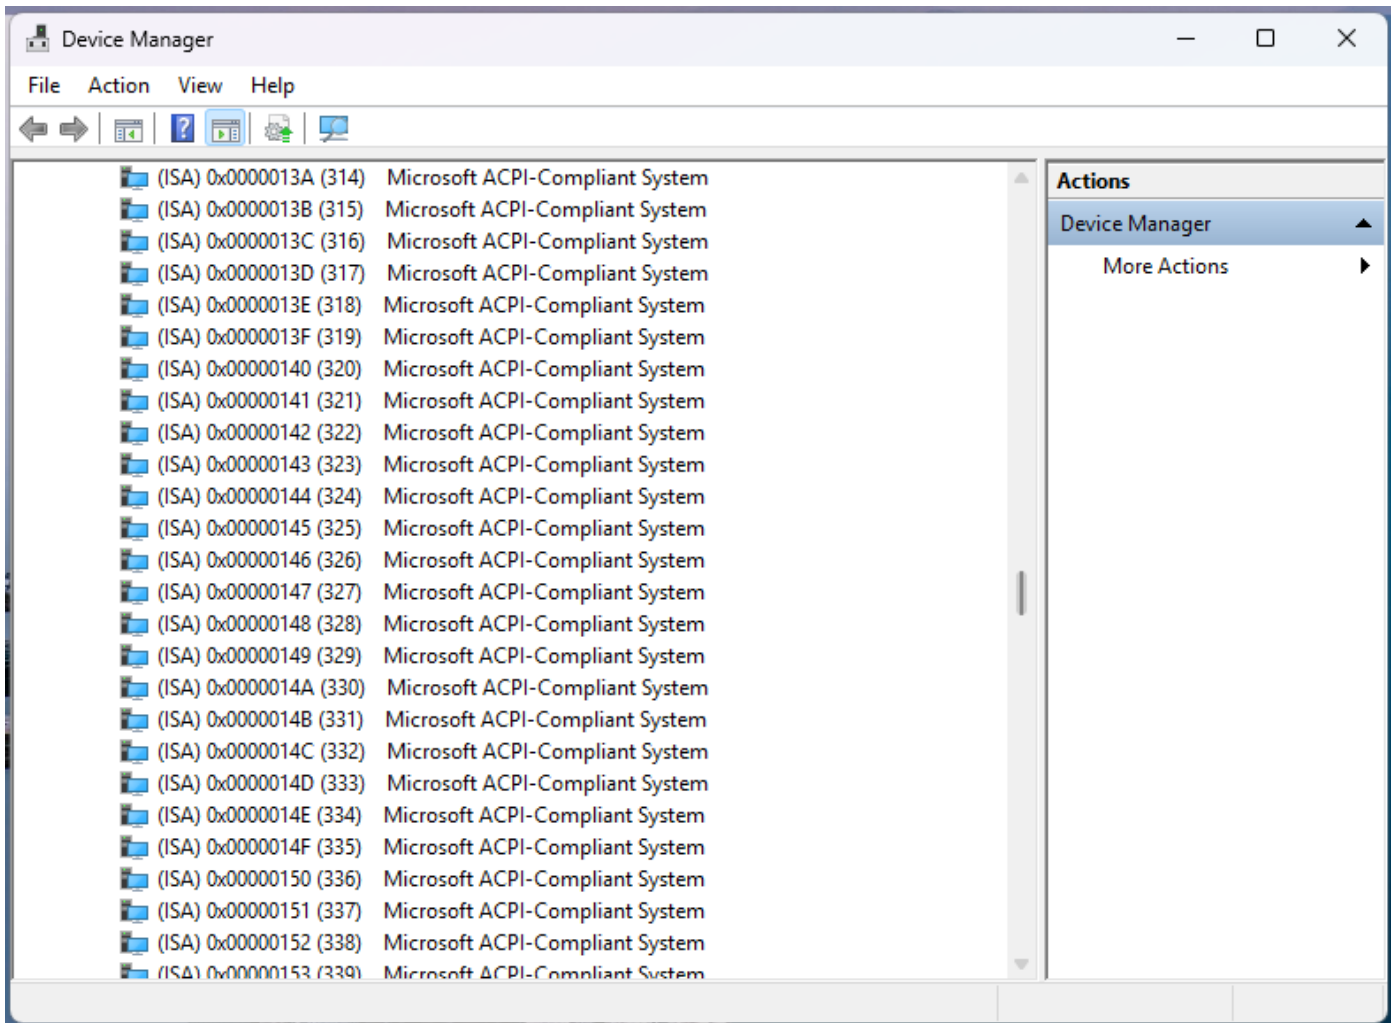 Device Manager
File Action View Help
(ISA) 0x0000013A (314) Microsoft ACPI-Compliant System
(ISA) 0x0000013B (315) Microsoft ACPI-Compliant System
(ISA) 0x0000013C (316) Microsoft ACPI-Compliant System
(ISA) 0x0000013D (317) Microsoft ACPI-Compliant System
(ISA) 0x0000013E (318) Microsoft ACPI-Compliant System
(ISA) 0x0000013F (319) Microsoft ACPI-Compliant System
(ISA) 0x00000140 (320) Microsoft ACPI-Compliant System
(ISA) 0x00000141 (321) Microsoft ACPI-Compliant System
(ISA) 0x00000142 (322) Microsoft ACPI-Compliant System
(ISA) 0x00000143 (323) Microsoft ACPI-Compliant System
(ISA) 0x00000144 (324) Microsoft ACPI-Compliant System
(ISA) 0x00000145 (325) Microsoft ACPI-Compliant System
(ISA) 0x00000146 (326) Microsoft ACPI-Compliant System
(ISA) 0x00000147 (327) Microsoft ACPI-Compliant System
(ISA) 0x00000148 (328) Microsoft ACPI-Compliant System
(ISA) 0x00000149 (329) Microsoft ACPI-Compliant System
(ISA) 0x0000014A (330) Microsoft ACPI-Compliant System
(ISA) 0x0000014B (331) Microsoft ACPI-Compliant System
(ISA) 0x0000014C (332) Microsoft ACPI-Compliant System
(ISA) 0x0000014D (333) Microsoft ACPI-Compliant System
(ISA) 0x0000014E (334) Microsoft ACPI-Compliant System
(ISA) 0x0000014F (335) Microsoft ACPI-Compliant System
(ISA) 0x00000150 (336) Microsoft ACPI-Compliant System
(ISA) 0x00000151 (337) Microsoft ACPI-Compliant System
(ISA) 0x00000152 (338) Microsoft ACPI-Compliant System
(ISA) 0x00000153 (339) Microsoft ACPI-Compliant System
Actions
Device Manager
More Actions